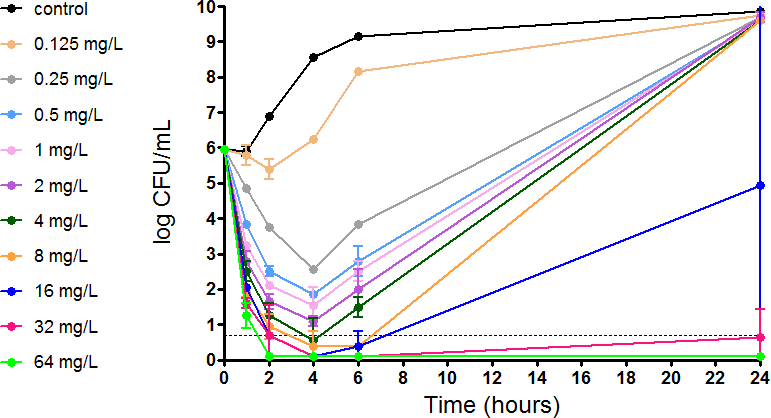 control
0.125 mg/L
0.25 mg/L
0.5 mg/L
1 mg/L
2 mg/L
4 mg/L
8 mg/L
16 mg/L
32 mg/L
64 mg/L
log CFU/mL
10
9
8
7
6
5
4
3
2
1
0
0 2 4 6 8 10 12 14 16 18 20 22 24
Time (hours)